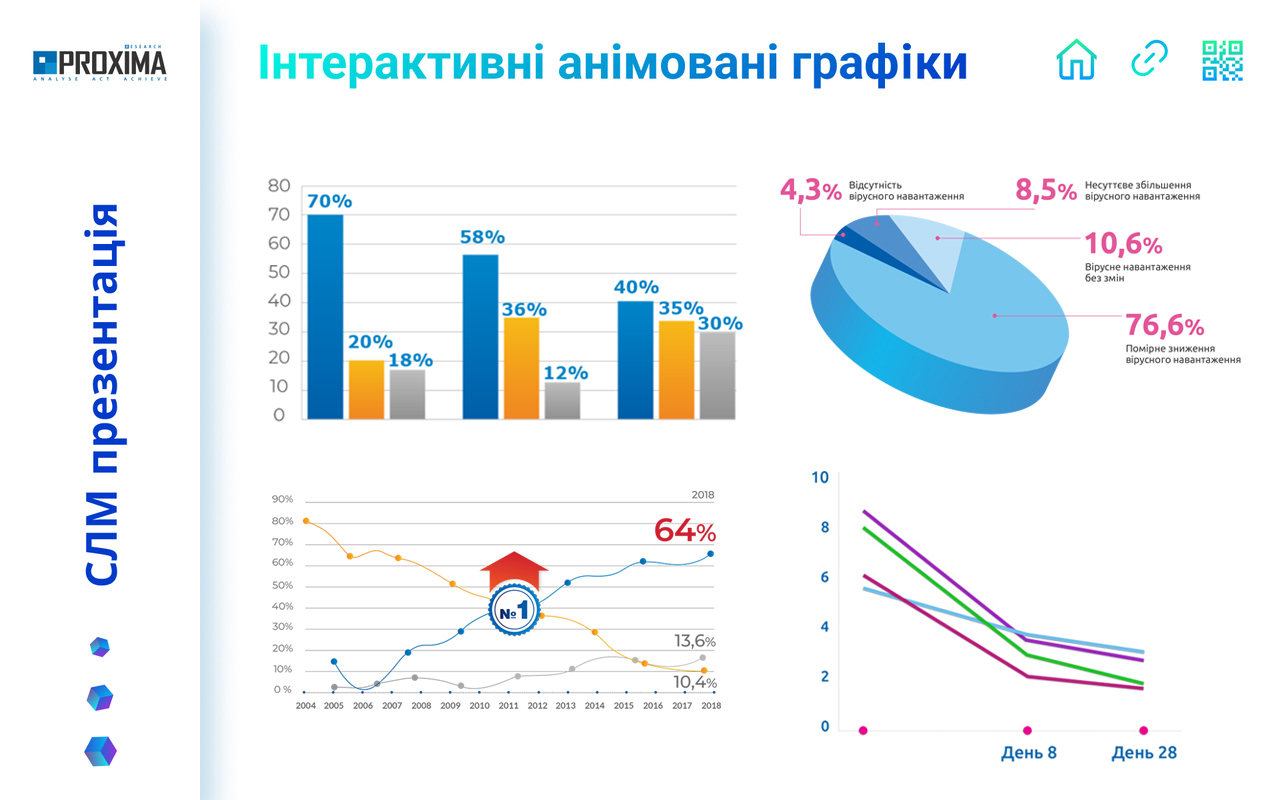 RESEARCH
PROXIMA
ANALYSE ACT ACHIEVE
СЛМ презентація
Інтерактивні анімовані графіки
80
70
60
50
40
30
20
10
0
70%
20%
18%
58%
36%
12%
40%
35%
30%
4,3%
Відсутність
вірусного навантаження
8,5%
Несуттєве збільшення
вірусного навантаження
10,6%
Вірусне навантаження
без змін
76,6%
Помірне зниження
вірусного навантаження
90%
80%
70%
60%
50%
40%
30%
20%
10%
0 %
2018
64%
№1
13,6%
10,4%
2004 2005 2006 2007 2008 2009 2010 2011 2012 2013 2014 2015 2016 2017 2018
10
8
6
4
2
0
День 8 День 28